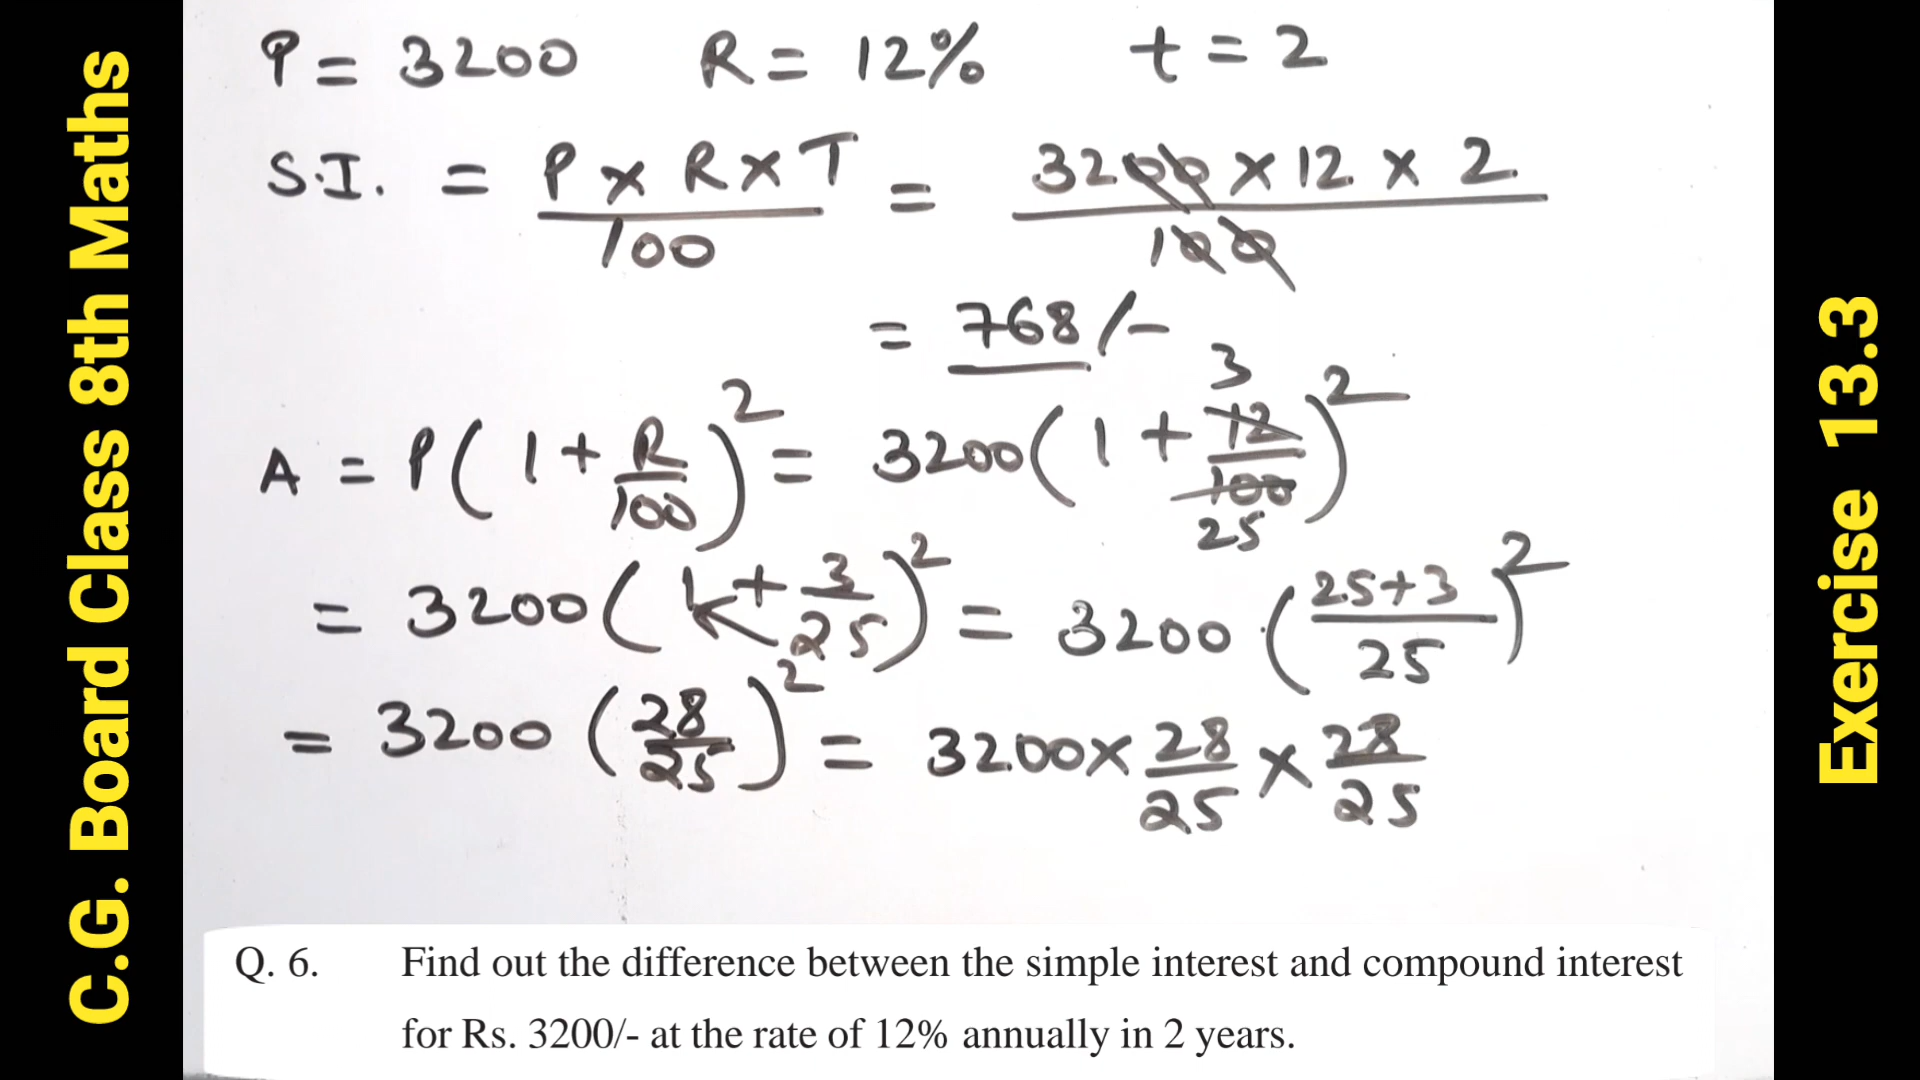 C.G. Board Class 8th Maths
P = 3200 R = 12% t = 2
S.I. = P × R × T / 100 = 3200 × 12 × 2 / 100
= 768/-
A = P ( 1 + R/100 )² = 3200 ( 1 + 12/100 )² 3 25
= 3200 ( 1 + 3/25 )² = 3200 ( 25+3 / 25 )²
= 3200 ( 28/25 )² = 3200 × 28/25 × 28/25
Q. 6. Find out the difference between the simple interest and compound interest
for Rs. 3200/- at the rate of 12% annually in 2 years.
Exercise 13.3